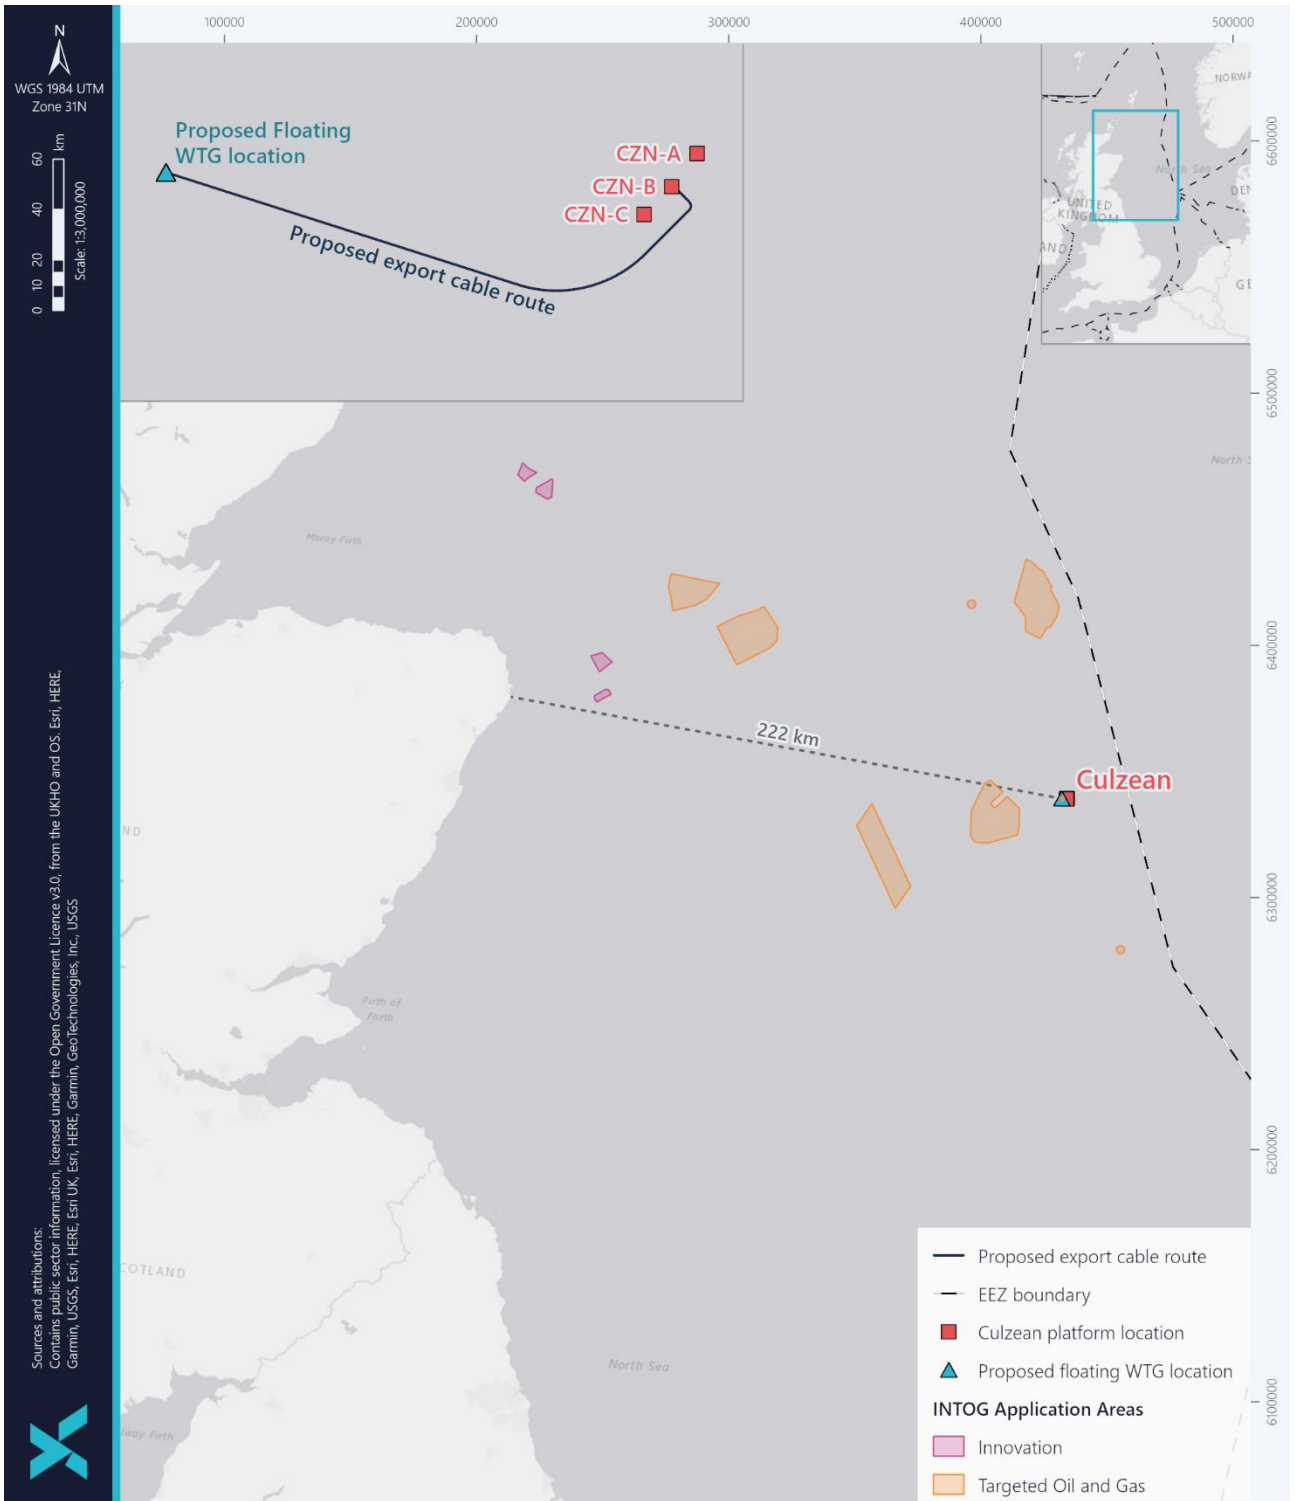 100000
200000
300000
400000
500000
N
WGS 1984 UTM
Zone 31N
0 10 20 40 60 km
Scale: 1:3,000,000
Proposed Floating
WTG location
CZN-A
CZN-B
CZN-C
Proposed export cable route
NORWA
North Sea
DEN
UNITED
KINGDOM
AND
GE
6600000
6500000
6400000
6300000
6200000
6100000
North S
Moray Firth
222 km
Culzean
ND
Firth of
Forth
COTLAND
North Sea
lway Firth
Proposed export cable route
EEZ boundary
Culzean platform location
Proposed floating WTG location
INTOG Application Areas
Innovation
Targeted Oil and Gas
Sources and attributions:
Contains public sector information, licensed under the Open Government Licence v3.0, from the UKHO and OS. Esri, HERE,
Garmin, USGS, Esri, HERE, Esri UK, Esri, HERE, Garmin, GeoTechnologies, Inc., USGS